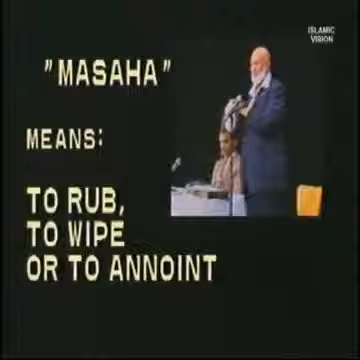 ISLAMIC
VISION
"MASAHA"
MEANS:
TO RUB,
TO WIPE
OR TO ANNOINT